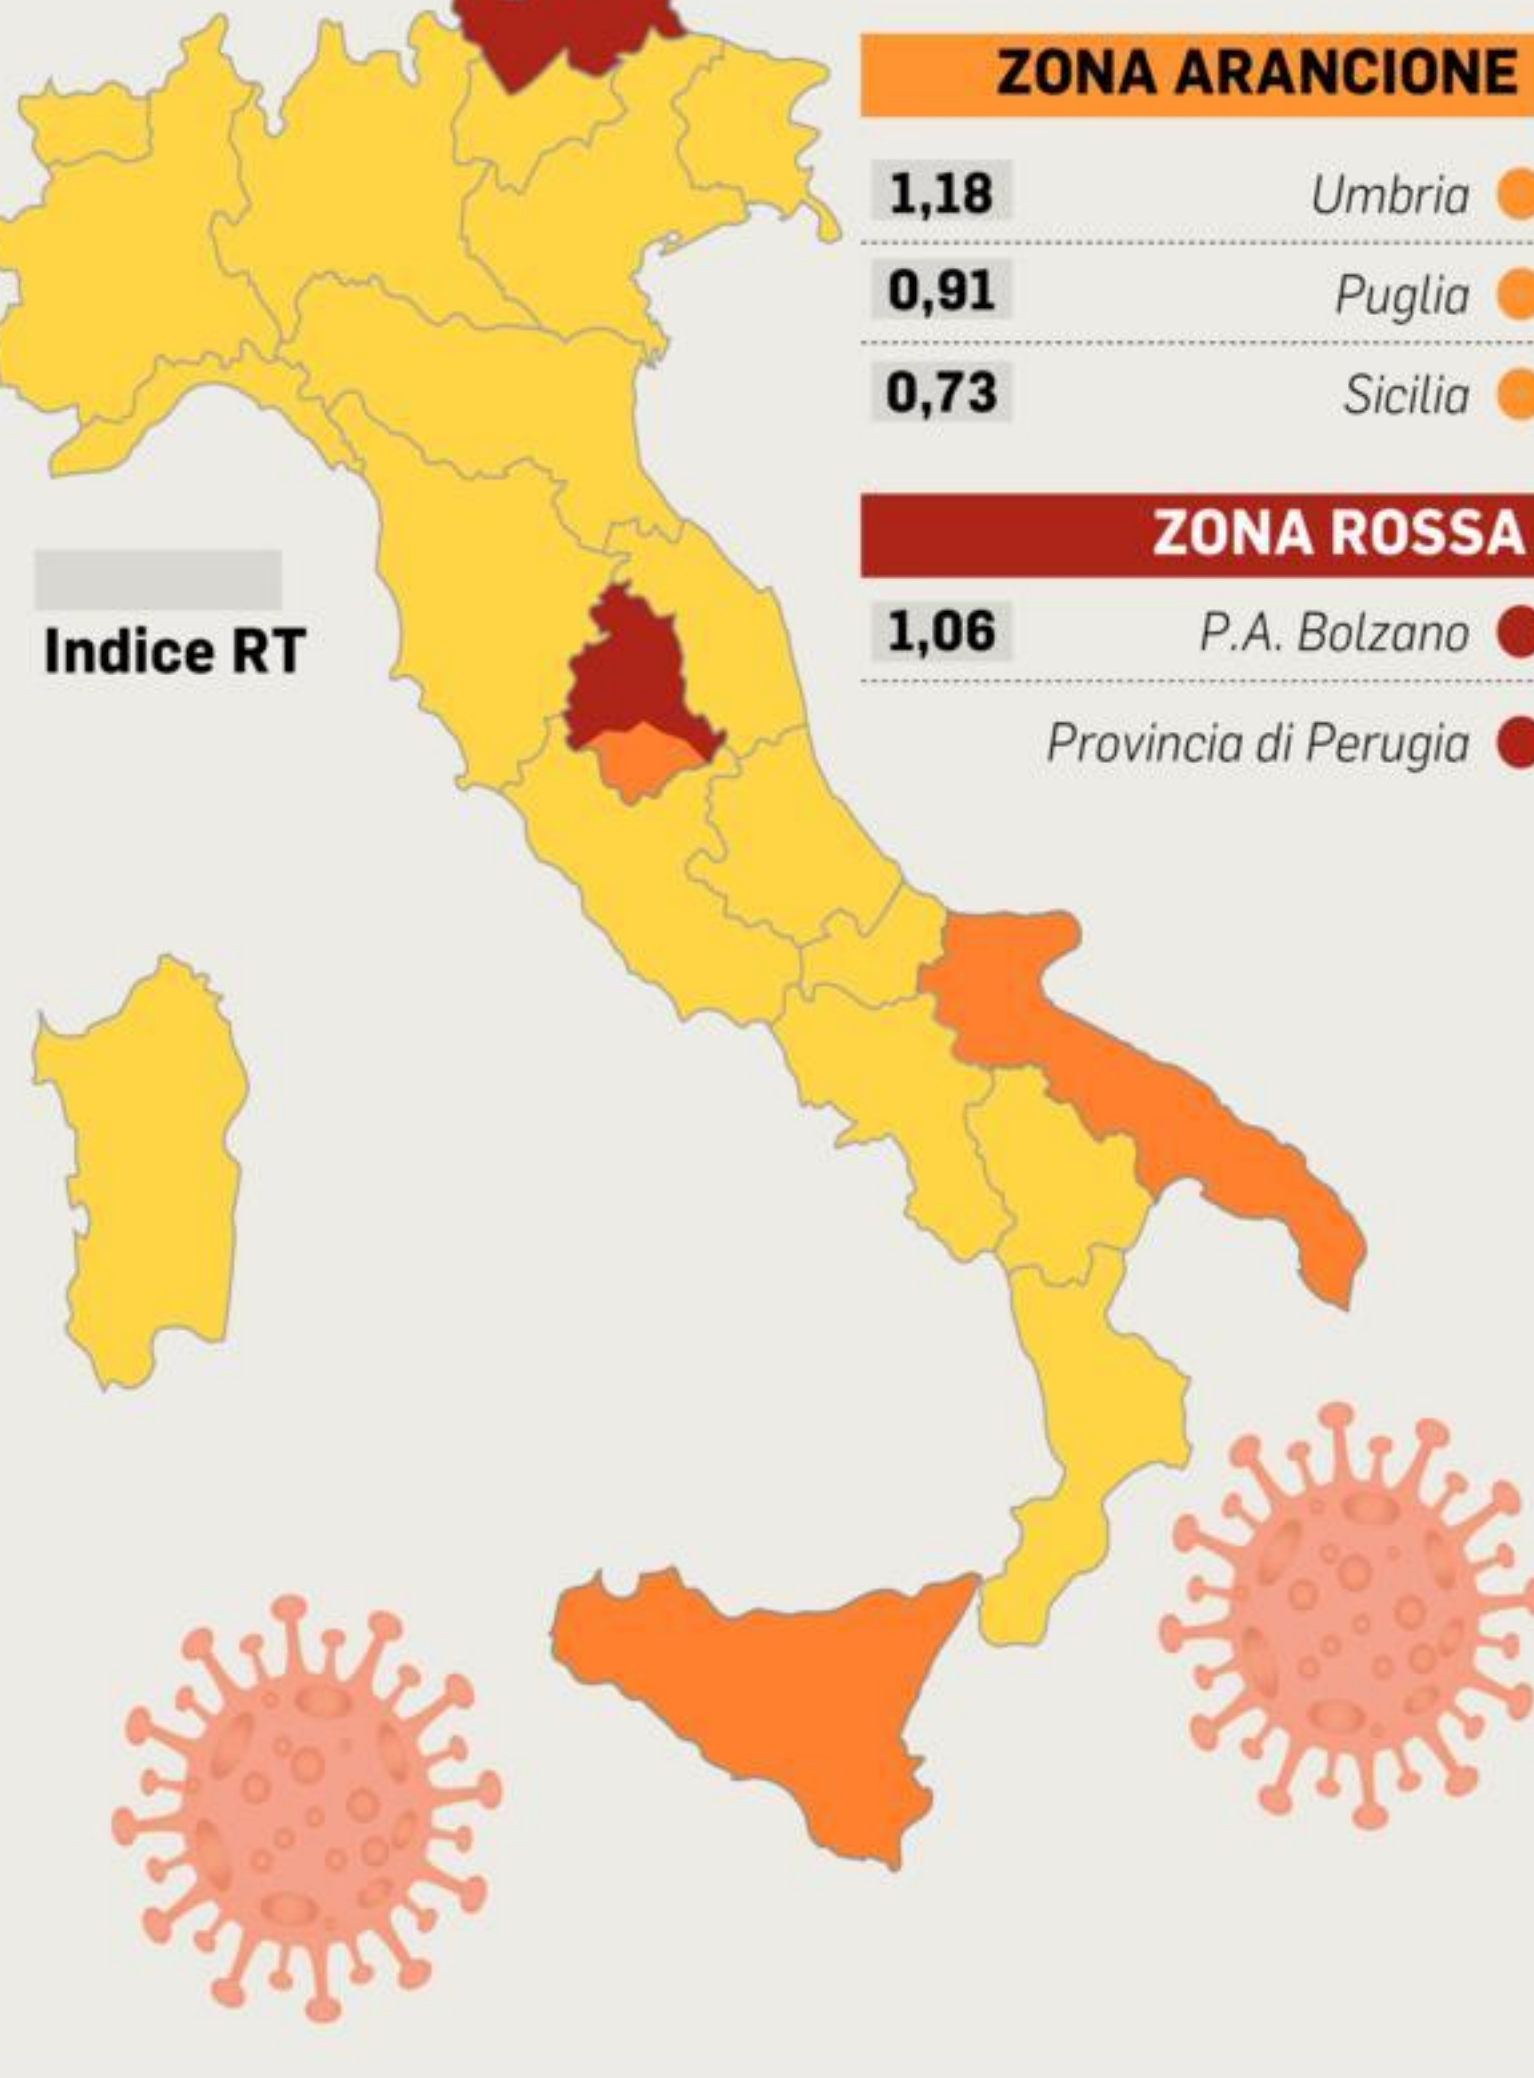 ZONA ARANCIONE
1,18 Umbria
0,91 Puglia
0,73 Sicilia
ZONA ROSSA
1,06 P.A. Bolzano
Provincia di Perugia
Indice RT